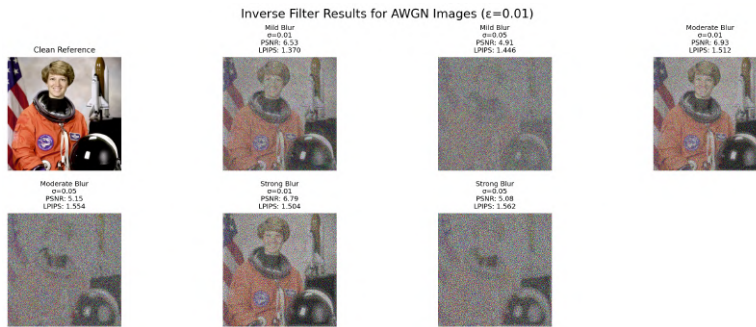 Inverse Filter Results for AWGN Images (ε=0.01)
Clean Reference
Mild Blur
σ=0.01
PSNR: 6.53
LPIPS: 1.370
Mild Blur
σ=0.05
PSNR: 4.91
LPIPS: 1.446
Moderate Blur
σ=0.01
PSNR: 6.93
LPIPS: 1.512
Moderate Blur
σ=0.05
PSNR: 5.15
LPIPS: 1.554
Strong Blur
σ=0.01
PSNR: 6.79
LPIPS: 1.504
Strong Blur
σ=0.05
PSNR: 5.08
LPIPS: 1.562